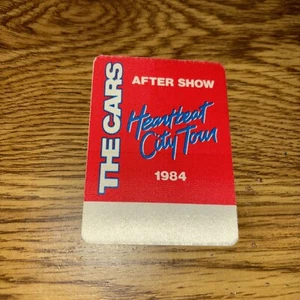 THE CARS
AFTER SHOW
Heartbeat
City Tour
1984